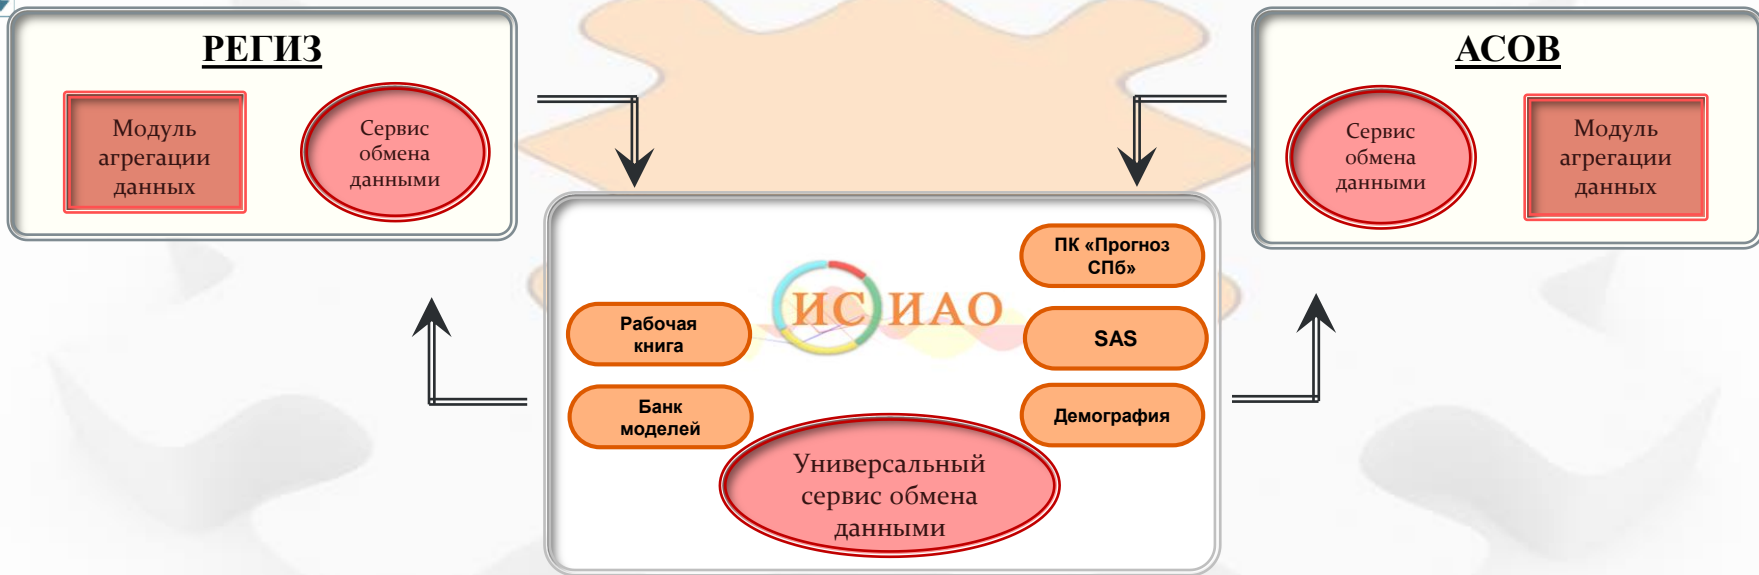 РЕГИЗ
Модуль
агрегации
данных
Сервис
обмена
данными
АСОВ
Сервис
обмена
данными
Модуль
агрегации
данных
ИС ИАО
Рабочая
книга
Банк
моделей
ПК «Прогноз
СПб»
SAS
Демография
Универсальный
сервис обмена
данными